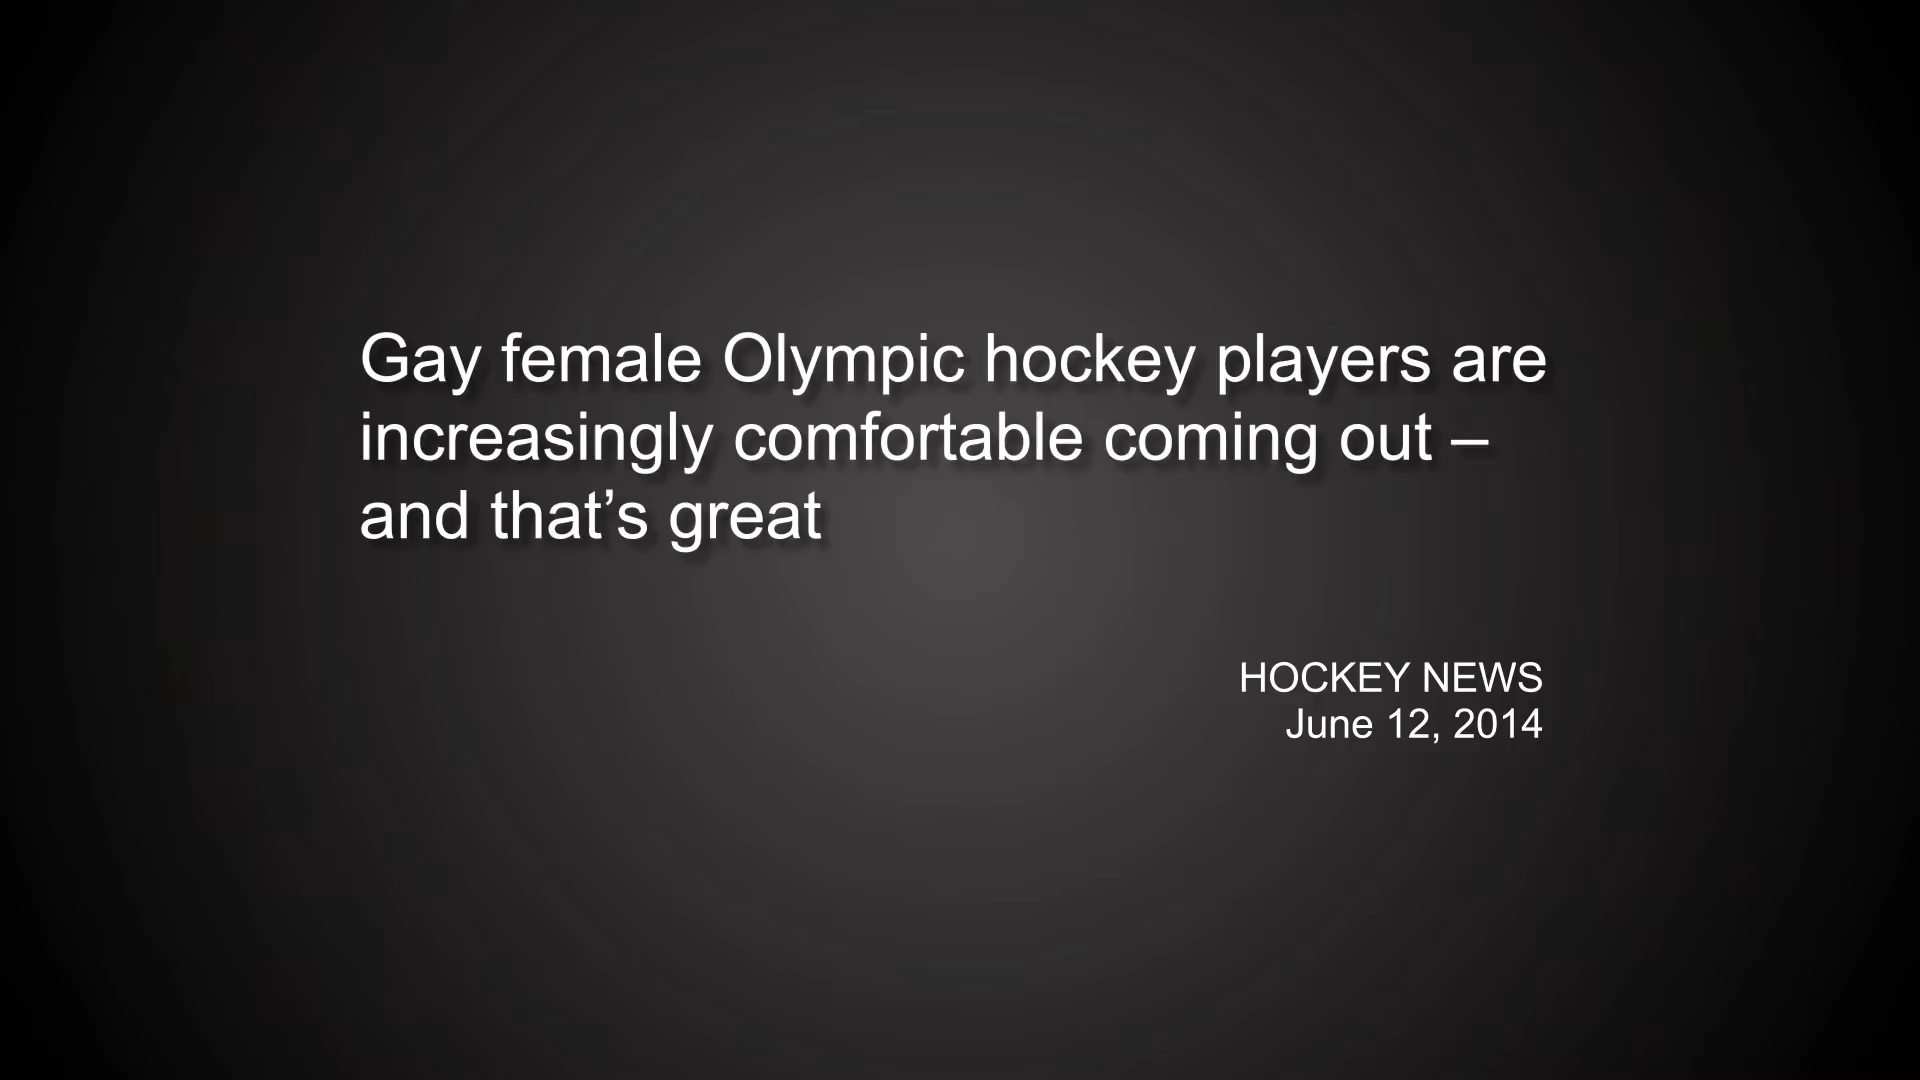 Gay female Olympic hockey players are
increasingly comfortable coming out –
and that’s great
HOCKEY NEWS
June 12, 2014